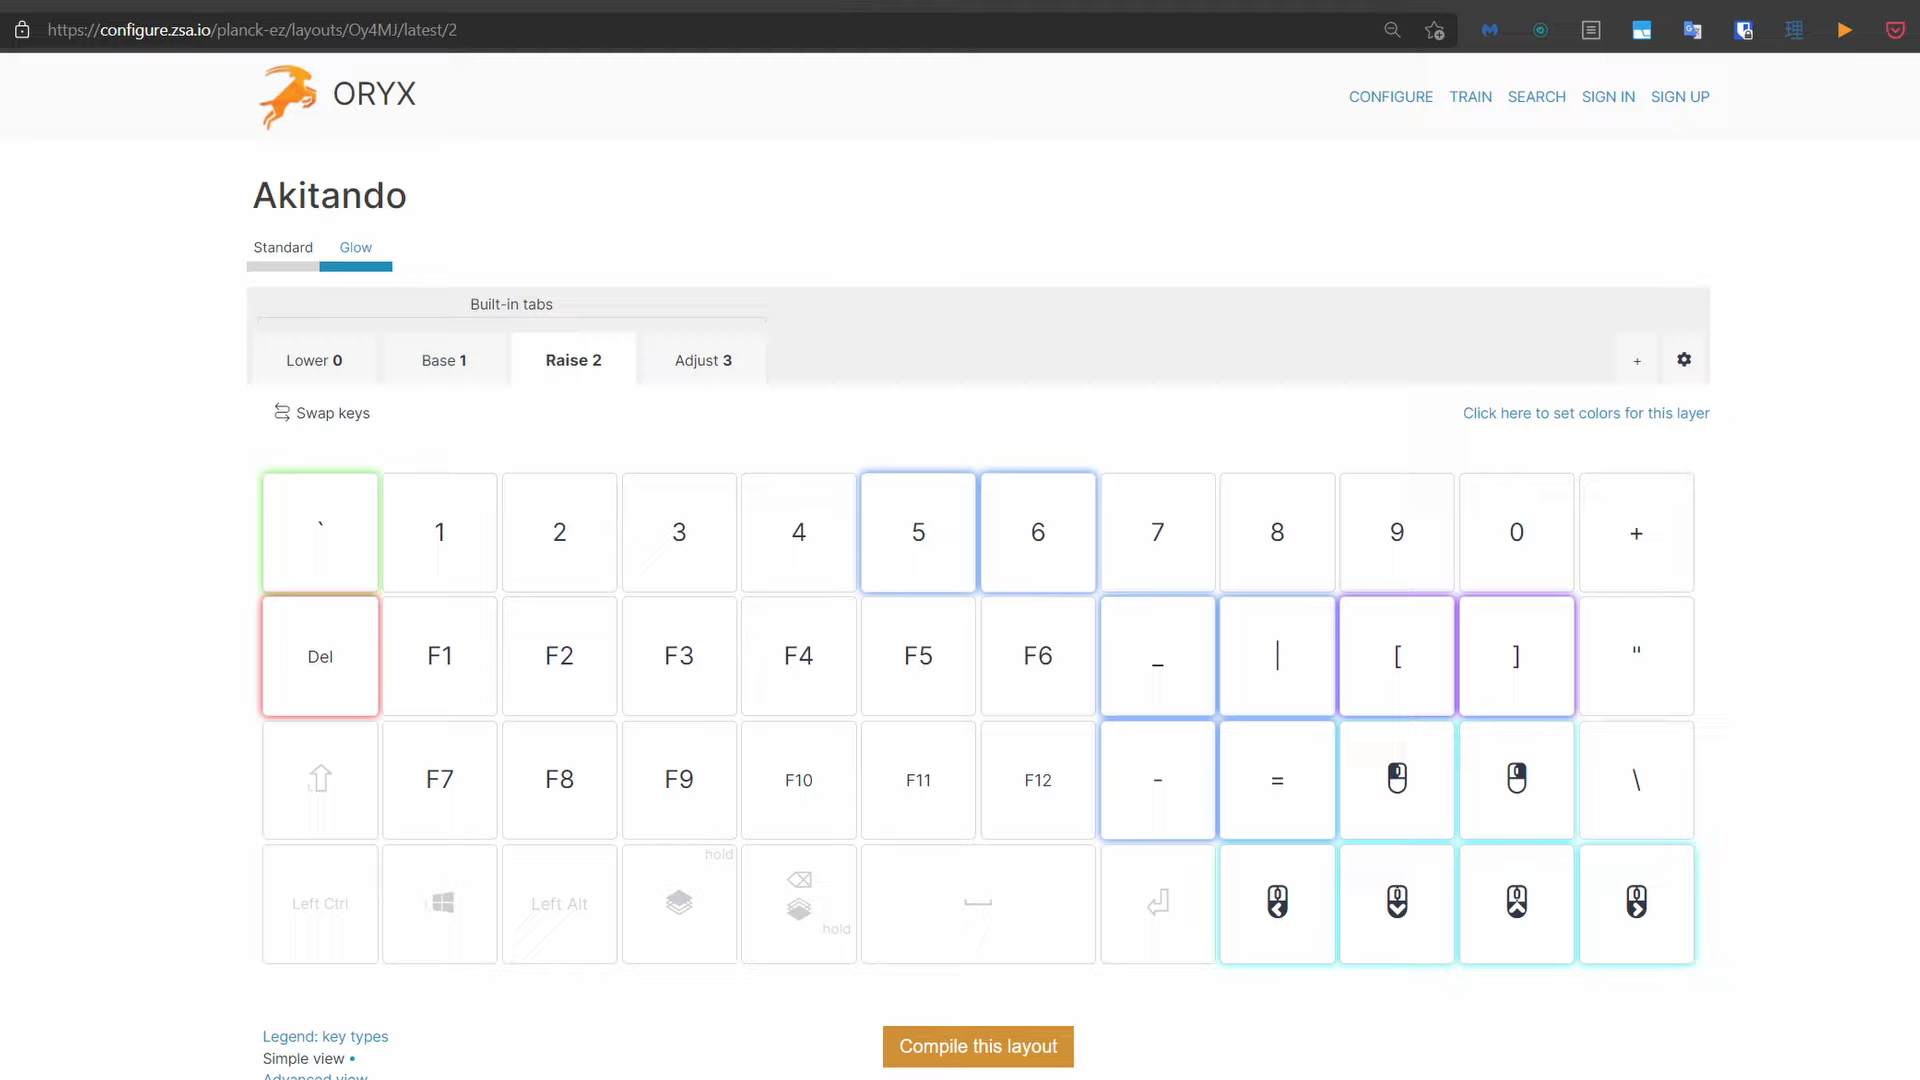 https://configure.zsa.io/planck-ez/layouts/Oy4MJ/latest/2
ORYX
CONFIGURE TRAIN SEARCH SIGN IN SIGN UP
Akitando
Standard Glow
Built-in tabs
Lower 0 Base 1 Raise 2 Adjust 3 +
Swap keys Click here to set colors for this layer
` 1 2 3 4 5 6 7 8 9 0 +
Del F1 F2 F3 F4 F5 F6 _ | [ ] "
F7 F8 F9 F10 F11 F12 - = \
hold
Left Ctrl Left Alt
hold
Legend: key types
Compile this layout
Simple view •
Advanced view